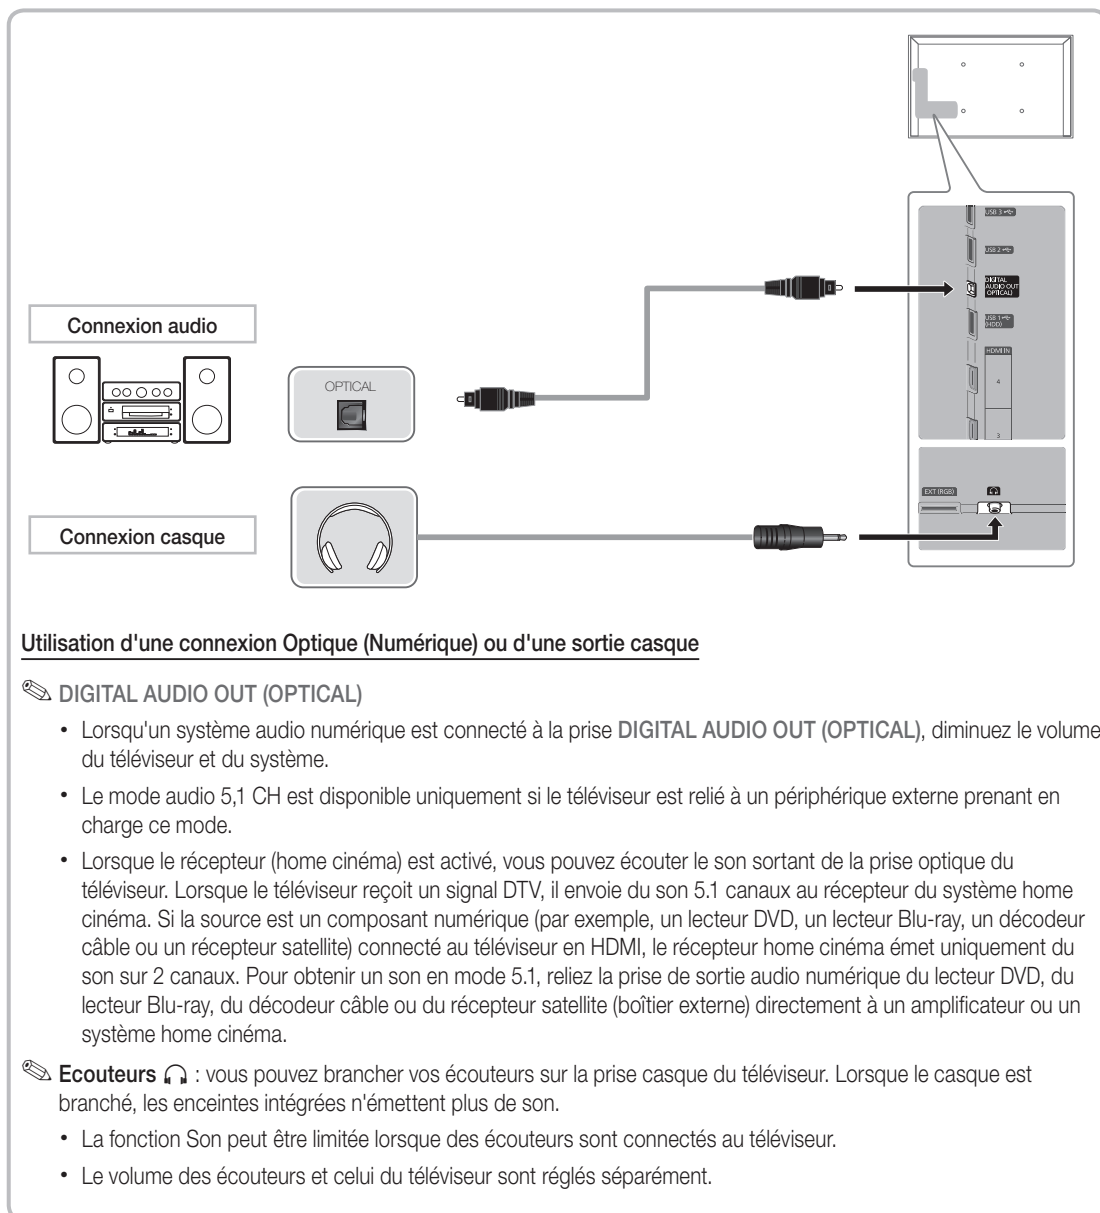 USB 3
USB 2
DIGITAL
AUDIO OUT
(OPTICAL)
USB 1
(HDD)
HDMI IN
4
3
Connexion audio
OPTICAL
EXT (RGB)
Connexion casque
Utilisation d'une connexion Optique (Numérique) ou d'une sortie casque
DIGITAL AUDIO OUT (OPTICAL)
• Lorsqu'un système audio numérique est connecté à la prise DIGITAL AUDIO OUT (OPTICAL), diminuez le volume
du téléviseur et du système.
• Le mode audio 5,1 CH est disponible uniquement si le téléviseur est relié à un périphérique externe prenant en
charge ce mode.
• Lorsque le récepteur (home cinéma) est activé, vous pouvez écouter le son sortant de la prise optique du
téléviseur. Lorsque le téléviseur reçoit un signal DTV, il envoie du son 5.1 canaux au récepteur du système home
cinéma. Si la source est un composant numérique (par exemple, un lecteur DVD, un lecteur Blu-ray, un décodeur
câble ou un récepteur satellite) connecté au téléviseur en HDMI, le récepteur home cinéma émet uniquement du
son sur 2 canaux. Pour obtenir un son en mode 5.1, reliez la prise de sortie audio numérique du lecteur DVD, du
lecteur Blu-ray, du décodeur câble ou du récepteur satellite (boîtier externe) directement à un amplificateur ou un
système home cinéma.
Ecouteurs : vous pouvez brancher vos écouteurs sur la prise casque du téléviseur. Lorsque le casque est
branché, les enceintes intégrées n'émettent plus de son.
• La fonction Son peut être limitée lorsque des écouteurs sont connectés au téléviseur.
• Le volume des écouteurs et celui du téléviseur sont réglés séparément.